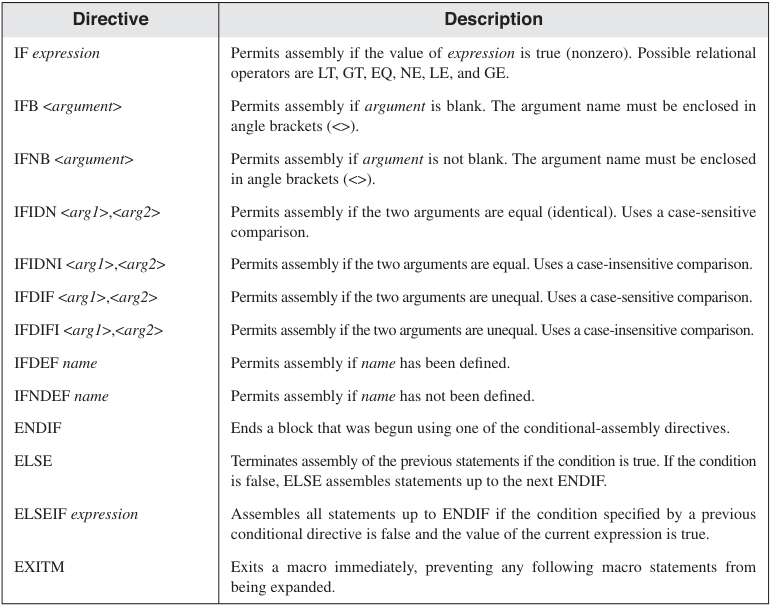 Directive Description
IF expression Permits assembly if the value of expression is true (nonzero). Possible relational
operators are LT, GT, EQ, NE, LE, and GE.
IFB <argument> Permits assembly if argument is blank. The argument name must be enclosed in
angle brackets (<>).
IFNB <argument> Permits assembly if argument is not blank. The argument name must be enclosed
in angle brackets (<>).
IFIDN <arg1>,<arg2> Permits assembly if the two arguments are equal (identical). Uses a case-sensitive
comparison.
IFIDNI <arg1>,<arg2> Permits assembly if the two arguments are equal. Uses a case-insensitive comparison.
IFDIF <arg1>,<arg2> Permits assembly if the two arguments are unequal. Uses a case-sensitive comparison.
IFDIFI <arg1>,<arg2> Permits assembly if the two arguments are unequal. Uses a case-insensitive comparison.
IFDEF name Permits assembly if name has been defined.
IFNDEF name Permits assembly if name has not been defined.
ENDIF Ends a block that was begun using one of the conditional-assembly directives.
ELSE Terminates assembly of the previous statements if the condition is true. If the condition
is false, ELSE assembles statements up to the next ENDIF.
ELSEIF expression Assembles all statements up to ENDIF if the condition specified by a previous
conditional directive is false and the value of the current expression is true.
EXITM Exits a macro immediately, preventing any following macro statements from
being expanded.